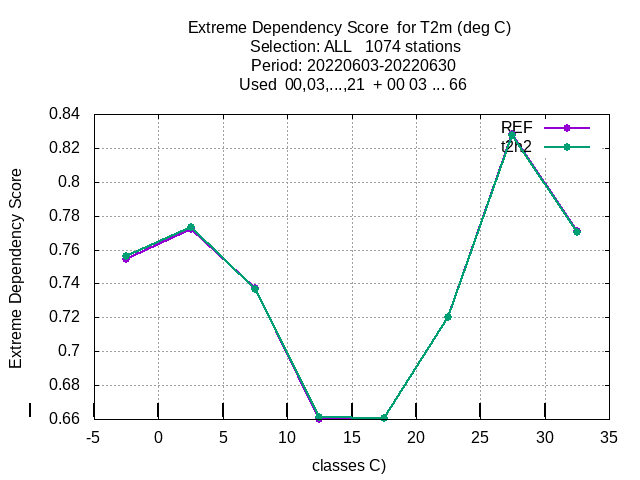 Extreme Dependency Score for T2m (deg C)
Selection: ALL 1074 stations
Period: 20220603-20220630
Used 00,03,...,21 + 00 03 ... 66
0.84
0.82
0.8
0.78
0.76
0.74
0.72
0.7
0.68
0.66
Extreme Dependency Score
REF
t2h2
-5
0
5
10
15
20
25
30
35
classes C)